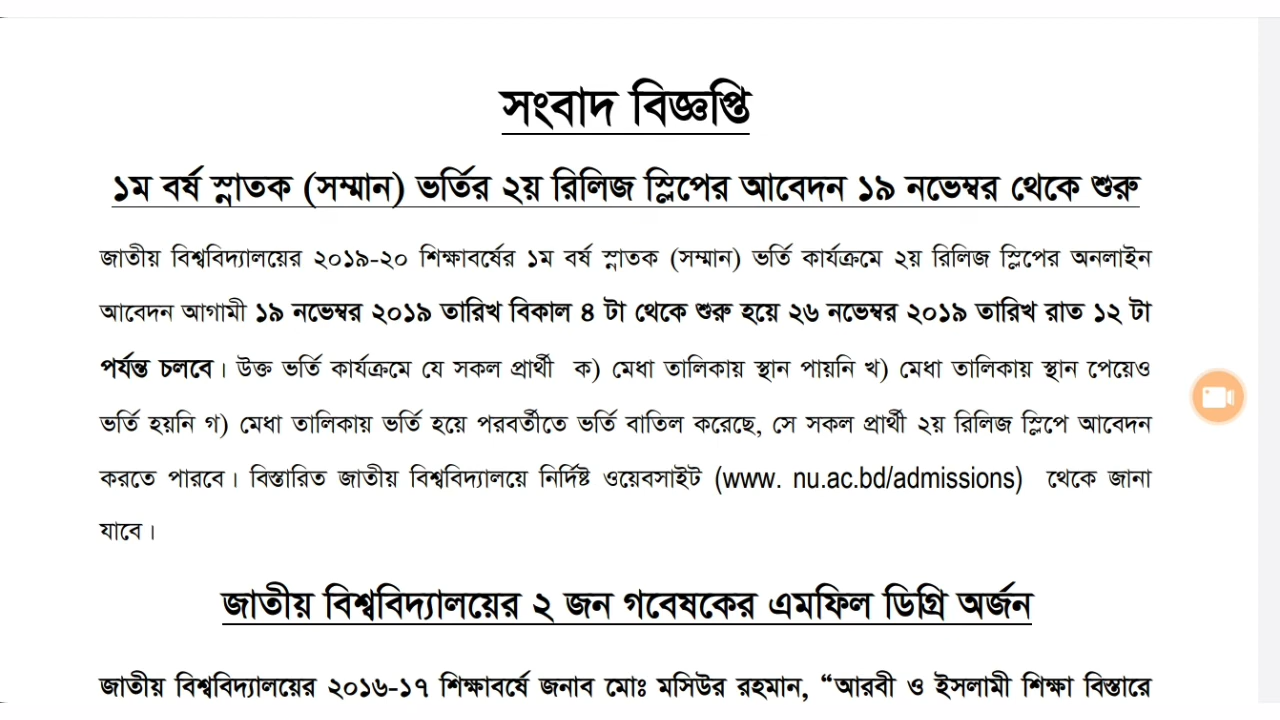 সংবাদ বিজ্ঞপ্তি
১ম বর্ষ স্নাতক (সম্মান) ভর্তির ২য় রিলিজ স্লিপের আবেদন ১৯ নভেম্বর থেকে শুরু
জাতীয় বিশ্ববিদ্যালয়ের ২০১৯-২০ শিক্ষাবর্ষের ১ম বর্ষ স্নাতক (সম্মান) ভর্তি কার্যক্রমে ২য় রিলিজ স্লিপের অনলাইন
আবেদন আগামী ১৯ নভেম্বর ২০১৯ তারিখ বিকাল ৪ টা থেকে শুরু হয়ে ২৬ নভেম্বর ২০১৯ তারিখ রাত ১২ টা
পর্যন্ত চলবে। উক্ত ভর্তি কার্যক্রমে যে সকল প্রার্থী ক) মেধা তালিকায় স্থান পায়নি খ) মেধা তালিকায় স্থান পেয়েও
ভর্তি হয়নি গ) মেধা তালিকায় ভর্তি হয়ে পরবর্তীতে ভর্তি বাতিল করেছে, সে সকল প্রার্থী ২য় রিলিজ স্লিপে আবেদন
করতে পারবে। বিস্তারিত জাতীয় বিশ্ববিদ্যালয়ে নির্দিষ্ট ওয়েবসাইট (www. nu.ac.bd/admissions) থেকে জানা
যাবে।
জাতীয় বিশ্ববিদ্যালয়ের ২ জন গবেষকের এমফিল ডিগ্রি অর্জন
জাতীয় বিশ্ববিদ্যালয়ের ২০১৬-১৭ শিক্ষাবর্ষে জনাব মোঃ মসিউর রহমান, “আরবী ও ইসলামী শিক্ষা বিস্তারে